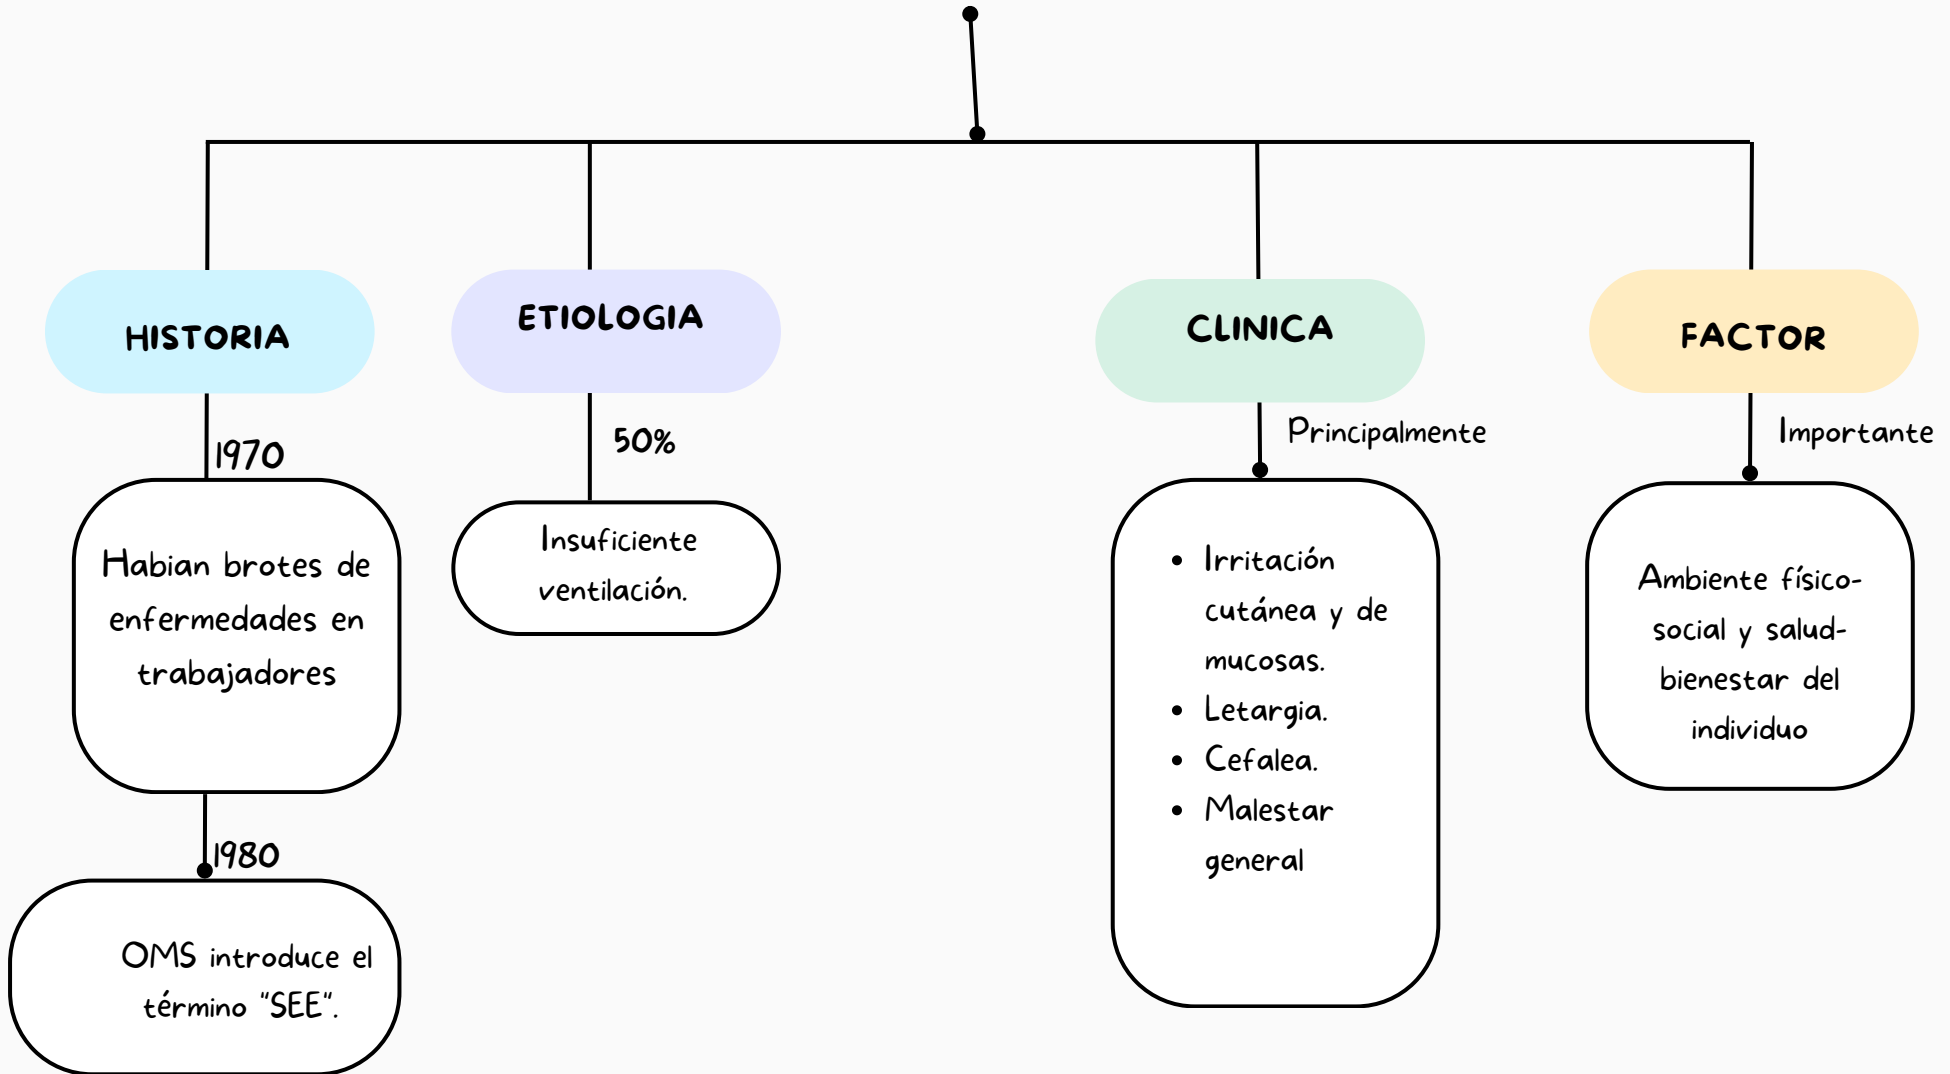 HISTORIA
1970
Habian brotes de
enfermedades en
trabajadores
1980
OMS introduce el
término "SEE".
ETIOLOGIA
50%
Insuficiente
ventilación.
CLINICA
Principalmente
• Irritación
cutánea y de
mucosas.
• Letargia.
• Cefalea.
• Malestar
general
FACTOR
Importante
Ambiente físico-
social y salud-
bienestar del
individuo